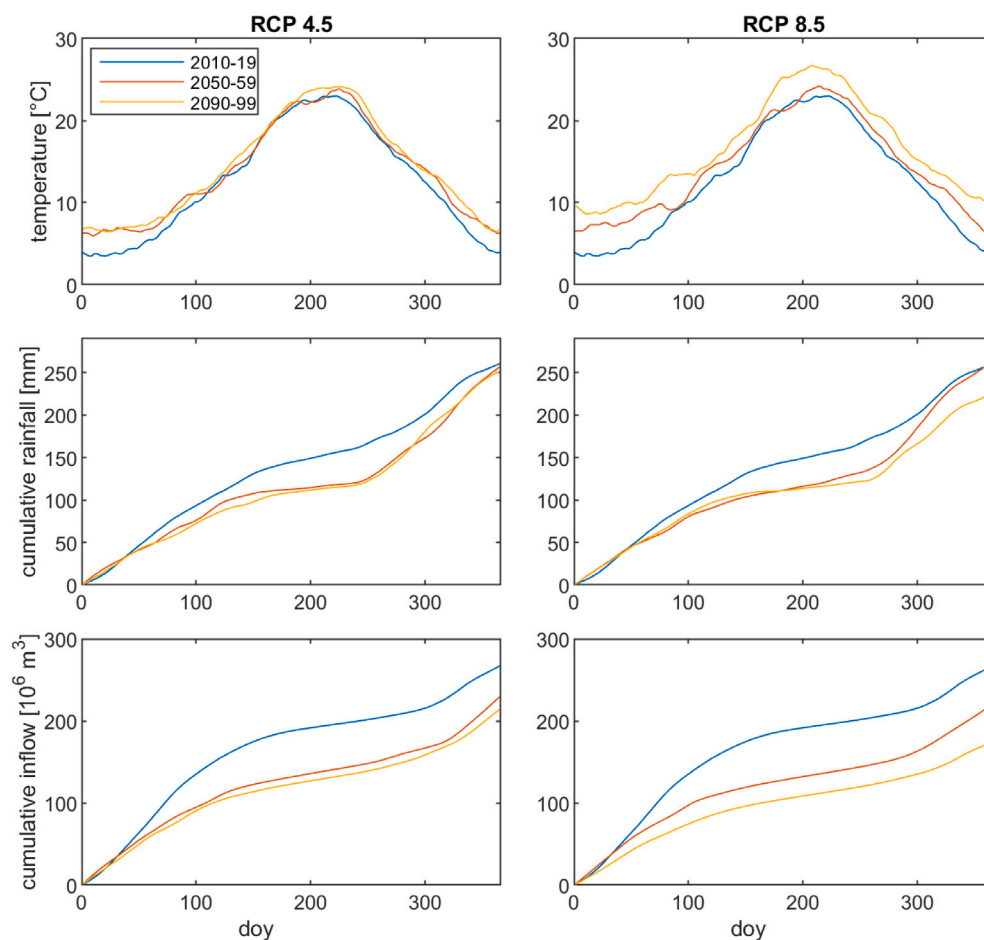 RCP 4.5
RCP 8.5
temperature [°C]
30
20
10
0
2010-19
2050-59
2090-99
0 100 200 300
30
20
10
0
0 100 200 300
cumulative rainfall [mm]
250
200
150
100
50
0
0 100 200 300
250
200
150
100
50
0
0 100 200 300
cumulative inflow [10⁶ m³]
300
200
100
0
0 100 200 300
doy
300
200
100
0
0 100 200 300
doy